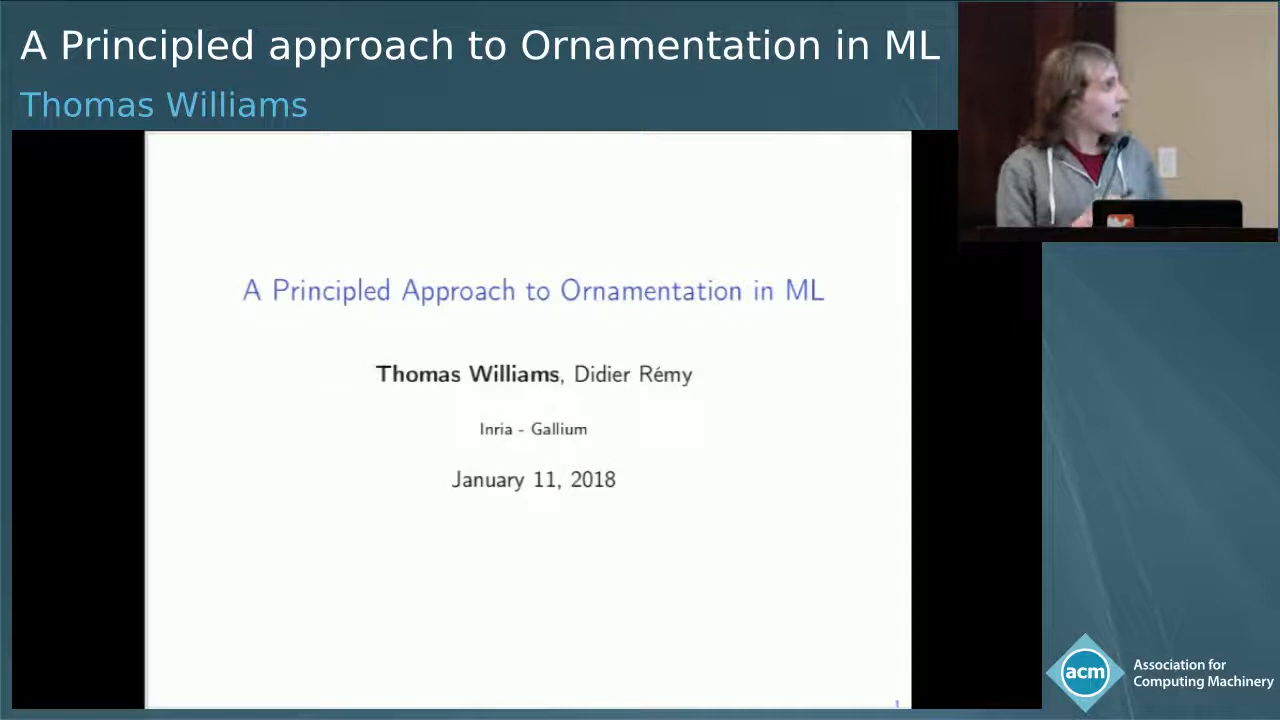 A Principled approach to Ornamentation in ML
Thomas Williams
A Principled Approach to Ornamentation in ML
Thomas Williams, Didier Rémy
Inria - Gallium
January 11, 2018
1
acm
Association for
Computing Machinery